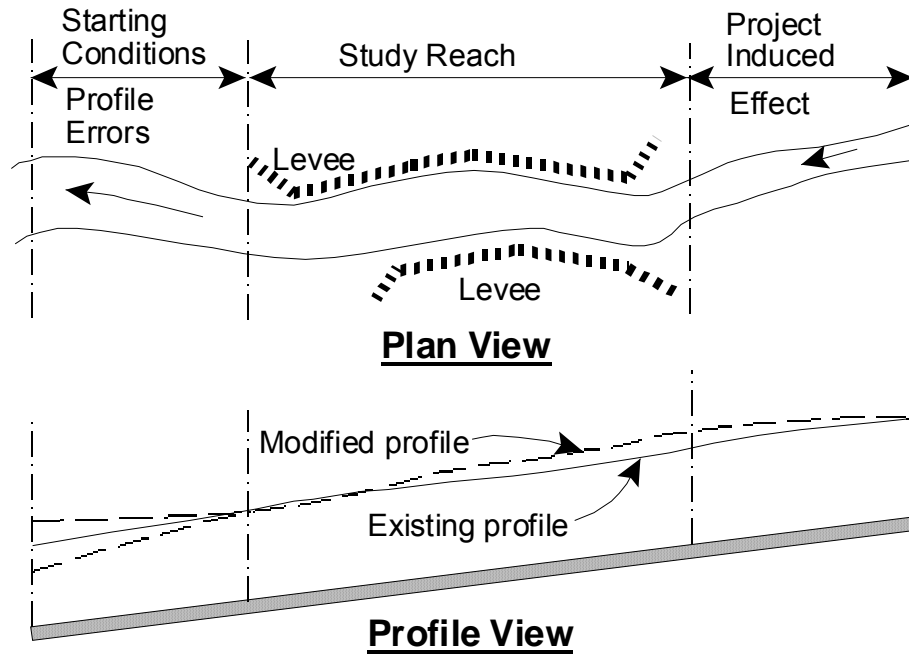 Starting
Conditions
Profile
Errors
Study Reach
Project
Induced
Effect
Levee
Levee
Plan View
Modified profile
Existing profile
Profile View